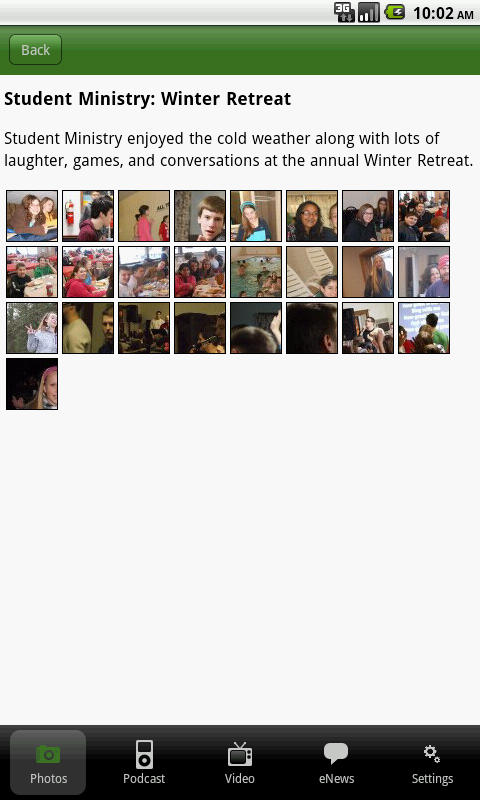 3G 10:02 AM
Back
Student Ministry: Winter Retreat
Student Ministry enjoyed the cold weather along with lots of
laughter, games, and conversations at the annual Winter Retreat.
Photos Podcast Video eNews Settings